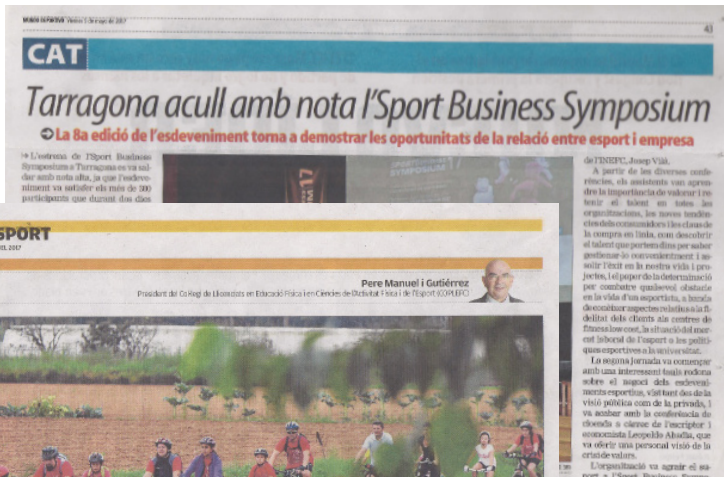 MUNDO DEPORTIVO Viernes 5 de mayo de 2017
43
CAT
Tarragona acull amb nota l'Sport Business Symposium
La 8a edició de l'esdeveniment torna a demostrar les oportunitats de la relació entre esport i empresa
L'estrena de l'Sport Business
Symposium a Tarragona es va sal-
dar amb nota alta, ja que l'esdeve-
niment va satisfer els més de 300
participants que durant dos dies
de l'INEFC, Josep Vilà.
A partir de les diverses confe-
rències, els assistents van apren-
dre la importància de valorar i re-
tenir el talent en totes les
organitzacions, les noves tendèn-
cies dels consumidors i les claus de
la compra en línia, com descobrir
el talent que portem dins per saber
gestionar-lo convenientment i as-
solir l'èxit en la nostra vida i pro-
jectes, i el paper de la determinació
per combatre qualsevol obstacle
en la vida d'un esportista, a banda
de conèixer aspectes relatius a la fi-
delitat dels clients als centres de
fitness low cost, la situació del mer-
cat laboral de l'esport o les políti-
ques esportives a la universitat.
La segona jornada va començar
amb una interessant taula rodona
sobre el negoci dels esdeveni-
ments esportius, visitant des de la
visió pública com de la privada, i
va acabar amb la conferència de
cloenda a càrrec de l'escriptor i
economista Leopoldo Abadía, que
va oferir una personal visió de la
crisi de valors.
L'organització va agrair el su-
port a l'Sport Business Sympo-
SPORT
2017
Pere Manuel i Gutiérrez
President del Col·legi de Llicenciats en Educació Física i en Ciències de l'Activitat Física i de l'Esport (COPLEFC)